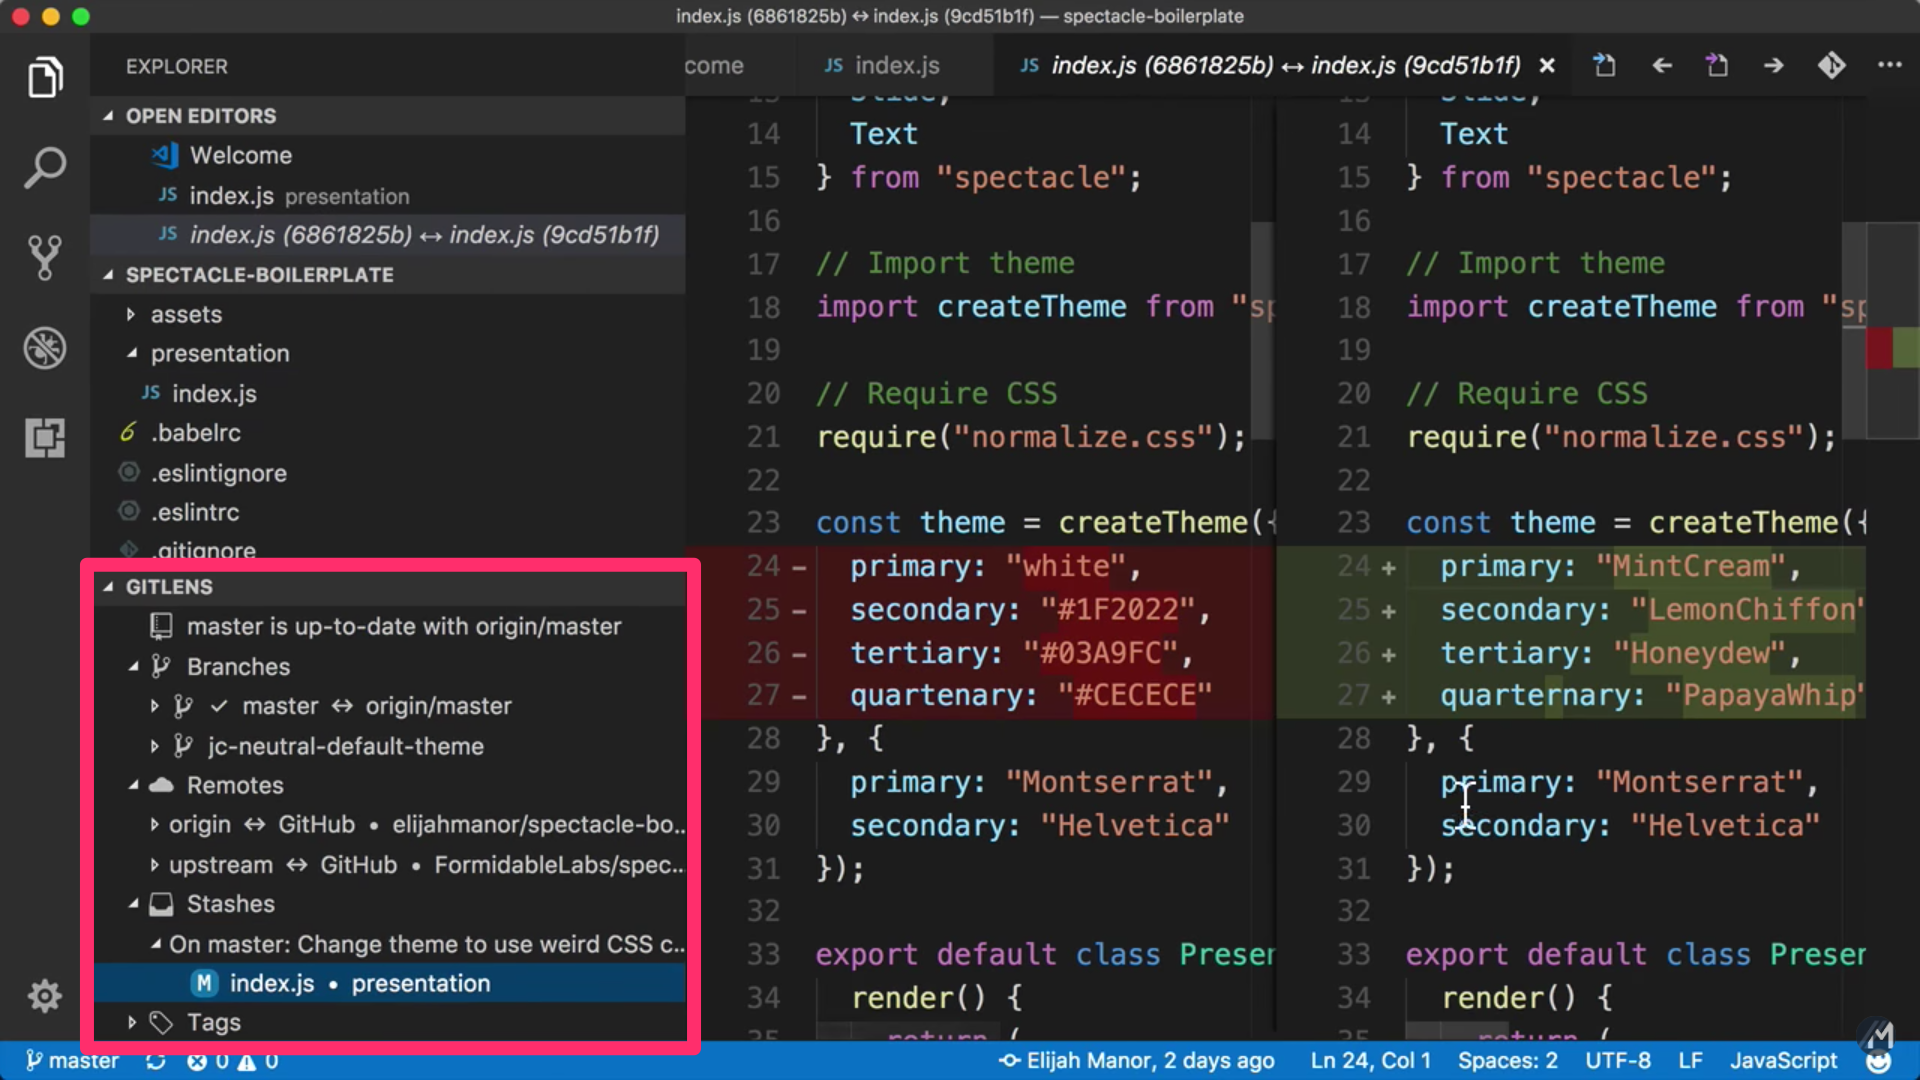 index.js (6861825b) ↔ index.js (9cd51b1f) — spectacle-boilerplate
EXPLORER
OPEN EDITORS
Welcome
index.js presentation
index.js (6861825b) ↔ index.js (9cd51b1f)
SPECTACLE-BOILERPLATE
assets
presentation
JS index.js
.babelrc
.eslintignore
.eslintrc
.gitignore
GITLENS
master is up-to-date with origin/master
Branches
✓ master ↔ origin/master
jc-neutral-default-theme
Remotes
origin ↔ GitHub • elijahmanor/spectacle-bo...
upstream ↔ GitHub • FormidableLabs/spec...
Stashes
On master: Change theme to use weird CSS c...
M index.js • presentation
Tags
come
JS index.js
JS index.js (6861825b) ↔ index.js (9cd51b1f) ×
13 Slide,
14 Text
15 } from "spectacle";
16
17 // Import theme
18 import createTheme from "sp
19
20 // Require CSS
21 require("normalize.css");
22
23 const theme = createTheme({
24 - primary: "white",
25 - secondary: "#1F2022",
26 - tertiary: "#03A9FC",
27 - quartenary: "#CECECE"
28 }, {
29 primary: "Montserrat",
30 secondary: "Helvetica"
31 });
32
33 export default class Presen
34 render() {
35 return (
13 Slide,
14 Text
15 } from "spectacle";
16
17 // Import theme
18 import createTheme from "sp
19
20 // Require CSS
21 require("normalize.css");
22
23 const theme = createTheme({
24 + primary: "MintCream",
25 + secondary: "LemonChiffon"
26 + tertiary: "Honeydew",
27 + quarternary: "PapayaWhip"
28 }, {
29 primary: "Montserrat",
30 secondary: "Helvetica"
31 });
32
33 export default class Presen
34 render() {
35 return (
master 0 0 Elijah Manor, 2 days ago Ln 24, Col 1 Spaces: 2 UTF-8 LF JavaScript